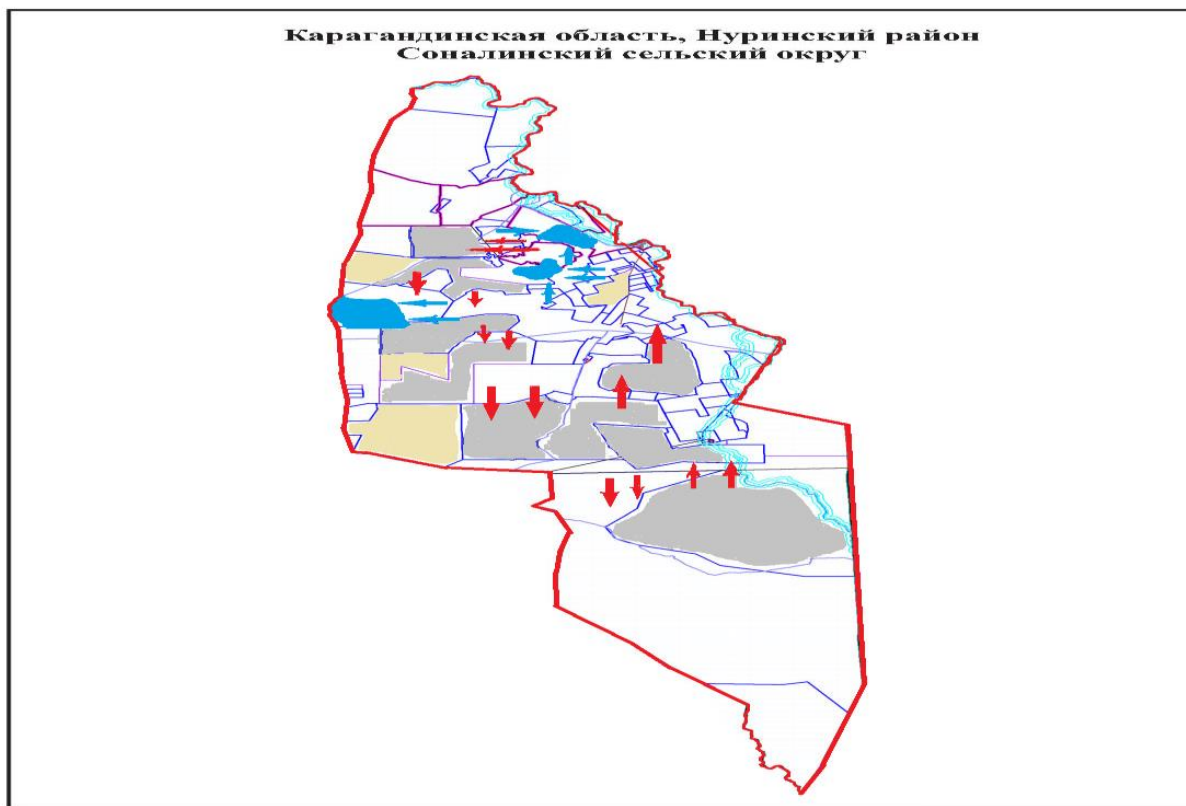 Карагандинская область, Нуринский район
Соналинский сельский округ